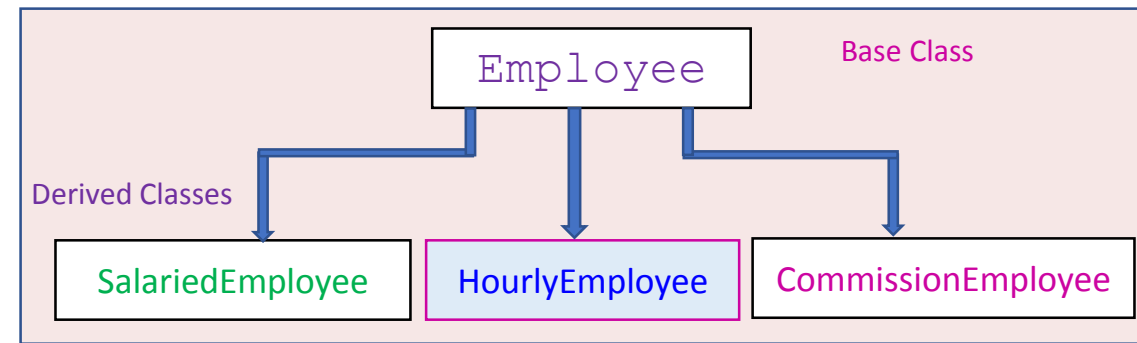 Employee
Base Class
Derived Classes
SalariedEmployee
HourlyEmployee
CommissionEmployee